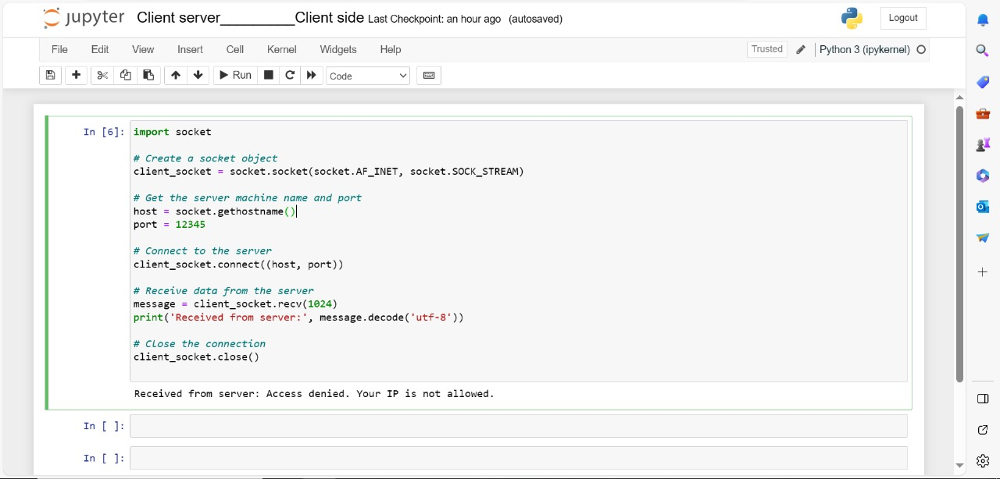 jupyter Client server___________Client side Last Checkpoint: an hour ago (autosaved)
Logout
File Edit View Insert Cell Kernel Widgets Help
Trusted Python 3 (ipykernel)
Run Code
In [6]: import socket
# Create a socket object
client_socket = socket.socket(socket.AF_INET, socket.SOCK_STREAM)
# Get the server machine name and port
host = socket.gethostname()
port = 12345
# Connect to the server
client_socket.connect((host, port))
# Receive data from the server
message = client_socket.recv(1024)
print('Received from server:', message.decode('utf-8'))
# Close the connection
client_socket.close()
Received from server: Access denied. Your IP is not allowed.
In [ ]:
In [ ]: